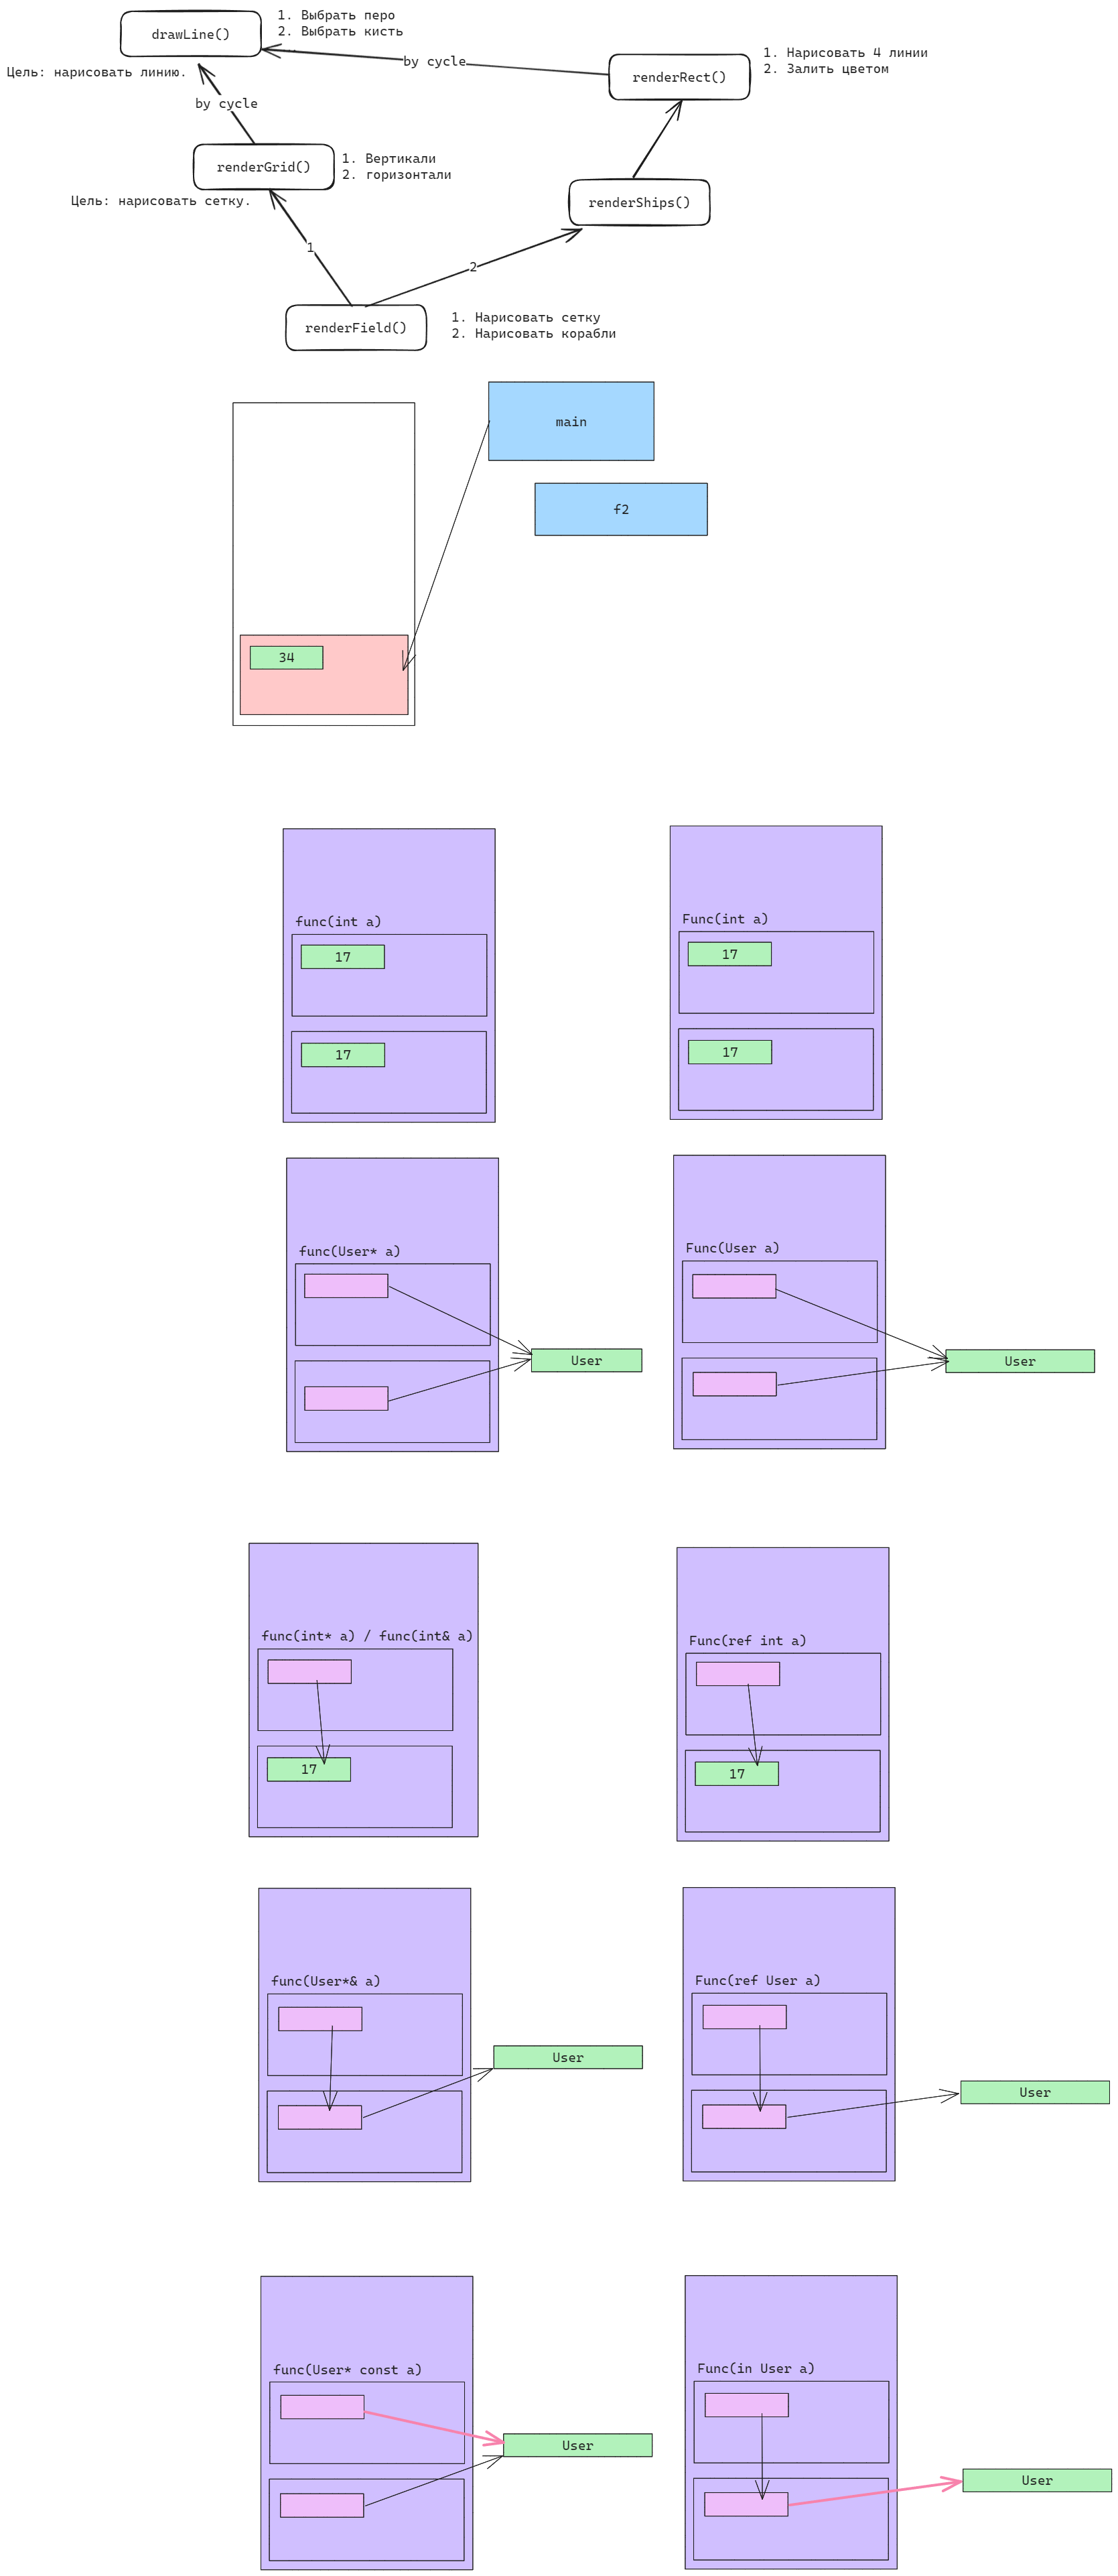 drawLine()
1. Выбрать перо
2. Выбрать кисть
...
Цель: нарисовать линию.
by cycle
by cycle
renderRect()
1. Нарисовать 4 линии
2. Залить цветом
renderGrid()
1. Вертикали
2. горизонтали
Цель: нарисовать сетку.
renderShips()
1
2
renderField()
1. Нарисовать сетку
2. Нарисовать корабли
main
f2
34
func(int a)
17
17
Func(int a)
17
17
func(User* a)
User
Func(User a)
User
func(int* a) / func(int& a)
17
Func(ref int a)
17
func(User*& a)
User
Func(ref User a)
User
func(User* const a)
User
Func(in User a)
User